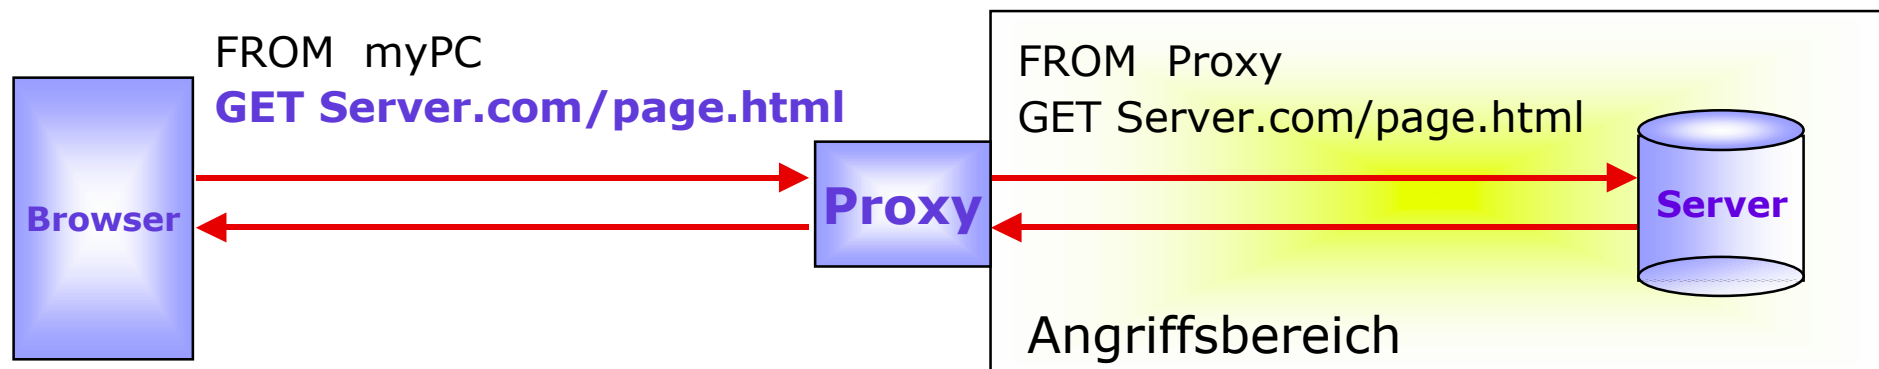 FROM myPC
GET Server.com/page.html
Browser
Proxy
FROM Proxy
GET Server.com/page.html
Server
Angriffsbereich